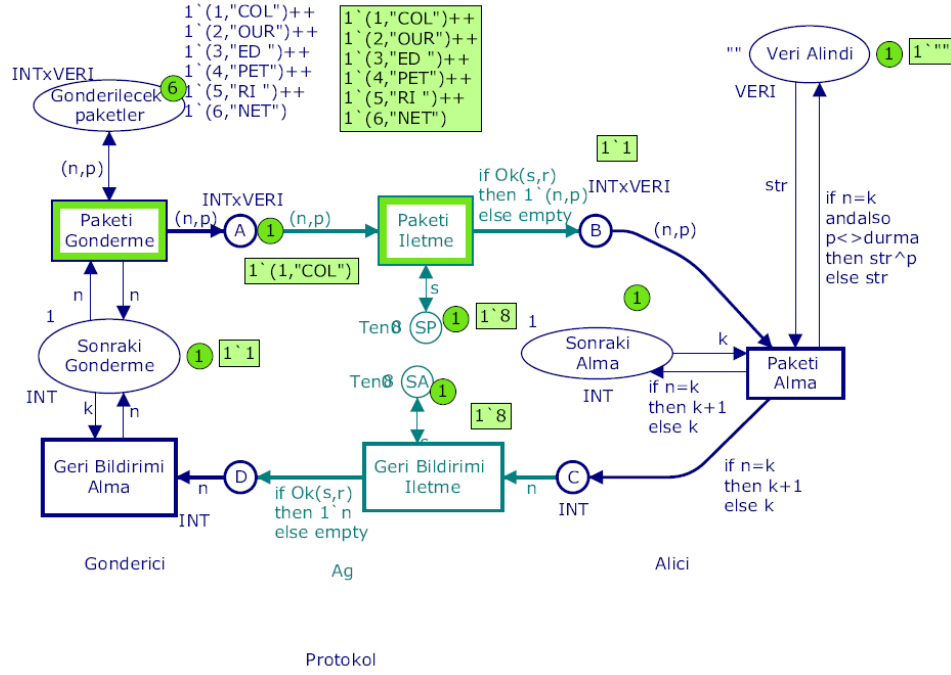 1`(1,"COL")++
1`(2,"OUR")++
1`(3,"ED ")++
1`(4,"PET")++
1`(5,"RI ")++
1`(6,"NET")
1`(1,"COL")++
1`(2,"OUR")++
1`(3,"ED ")++
1`(4,"PET")++
1`(5,"RI ")++
1`(6,"NET")
INTxVERI
6
Gonderilecek
paketler
""
Veri Alindi
1
1`""
VERI
(n,p)
Paketi
Gonderme
(n,p)
INTxVERI
A
1
(n,p)
1`(1,"COL")
Paketi
Iletme
if Ok(s,r)
then 1`(n,p)
else empty
1`1
INTxVERI
B
(n,p)
str
if n=k
andalso
p<>durma
then str^p
else str
n
n
s
SP
1
1`8
1
Sonraki
Gonderme
1
1`1
INT
1
1
Sonraki
Alma
INT
k
if n=k
then k+1
else k
Paketi
Alma
SA
1
1`8
s
k
n
Geri Bildirimi
Alma
INT
n
D
if Ok(s,r)
then 1`n
else empty
Geri Bildirimi
Iletme
n
C
INT
if n=k
then k+1
else k
Gonderici
Ag
Alici
Protokol